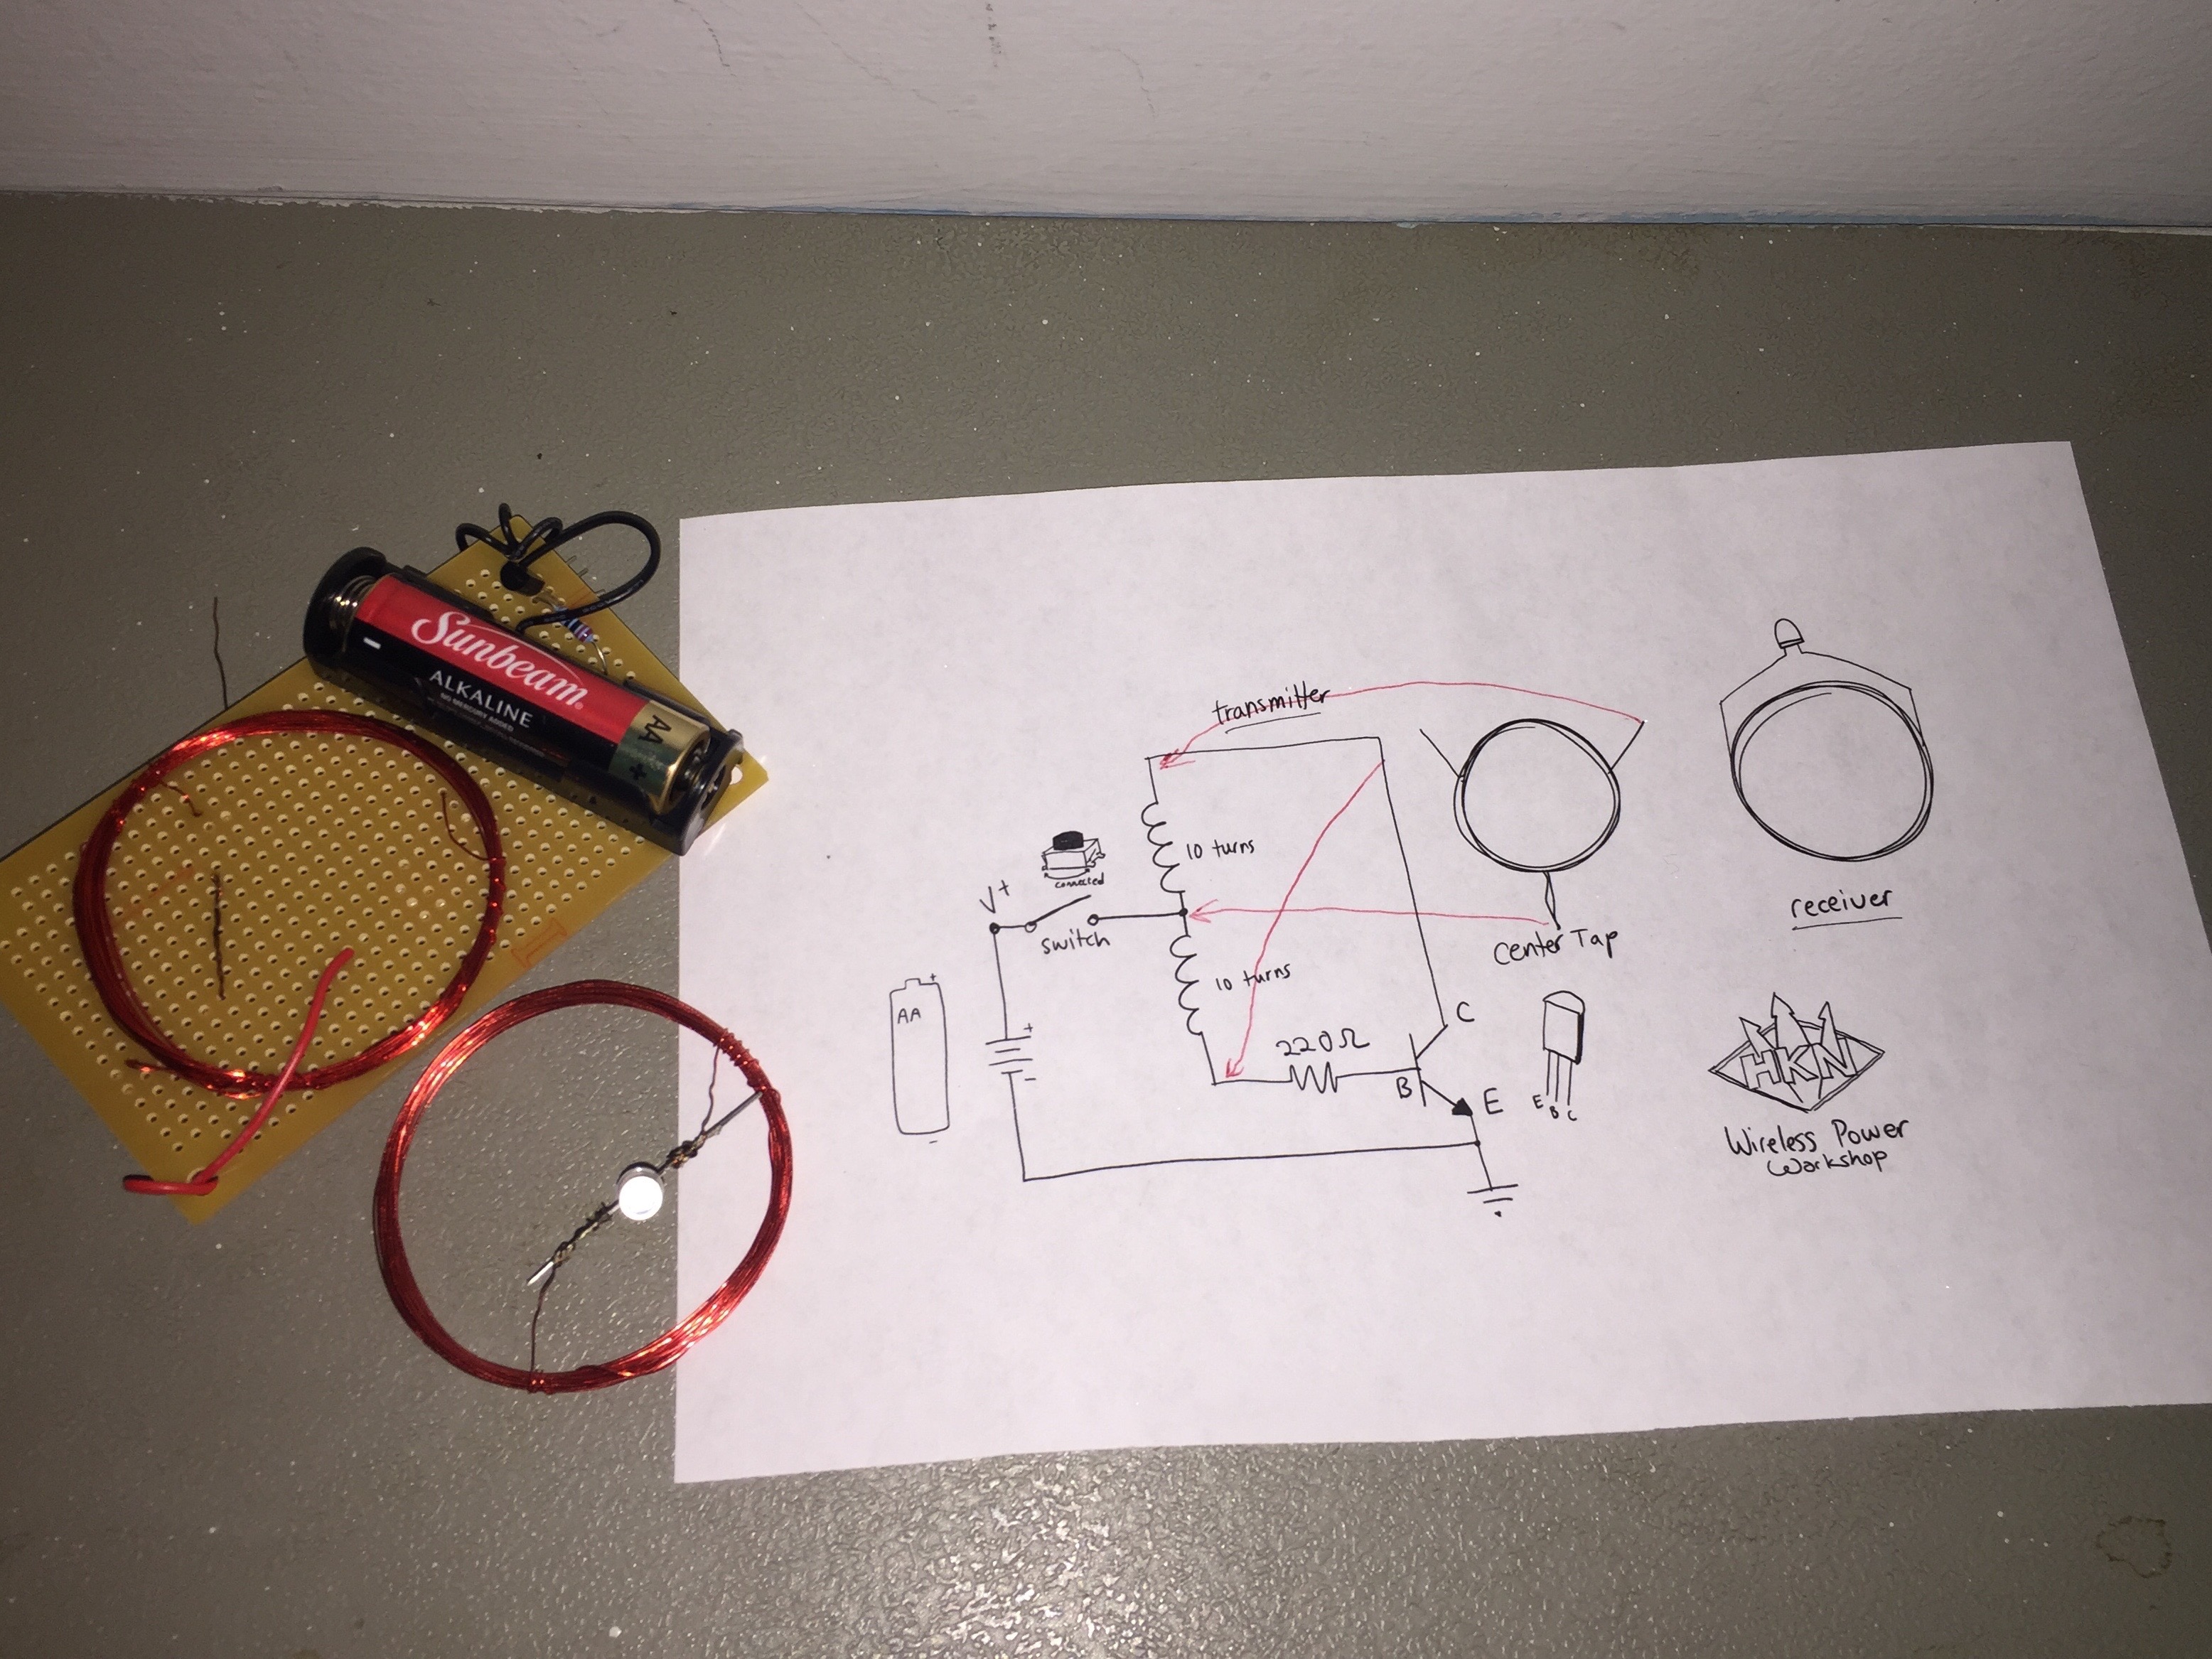 Sunbeam
ALKALINE
NO MERCURY ADDED
AA
+
-
transmitter
10 turns
connected
V+
switch
10 turns
Center Tap
receiver
AA
+
-
+
-
220Ω
C
B
E
E B C
HKN
Wireless Power
Workshop